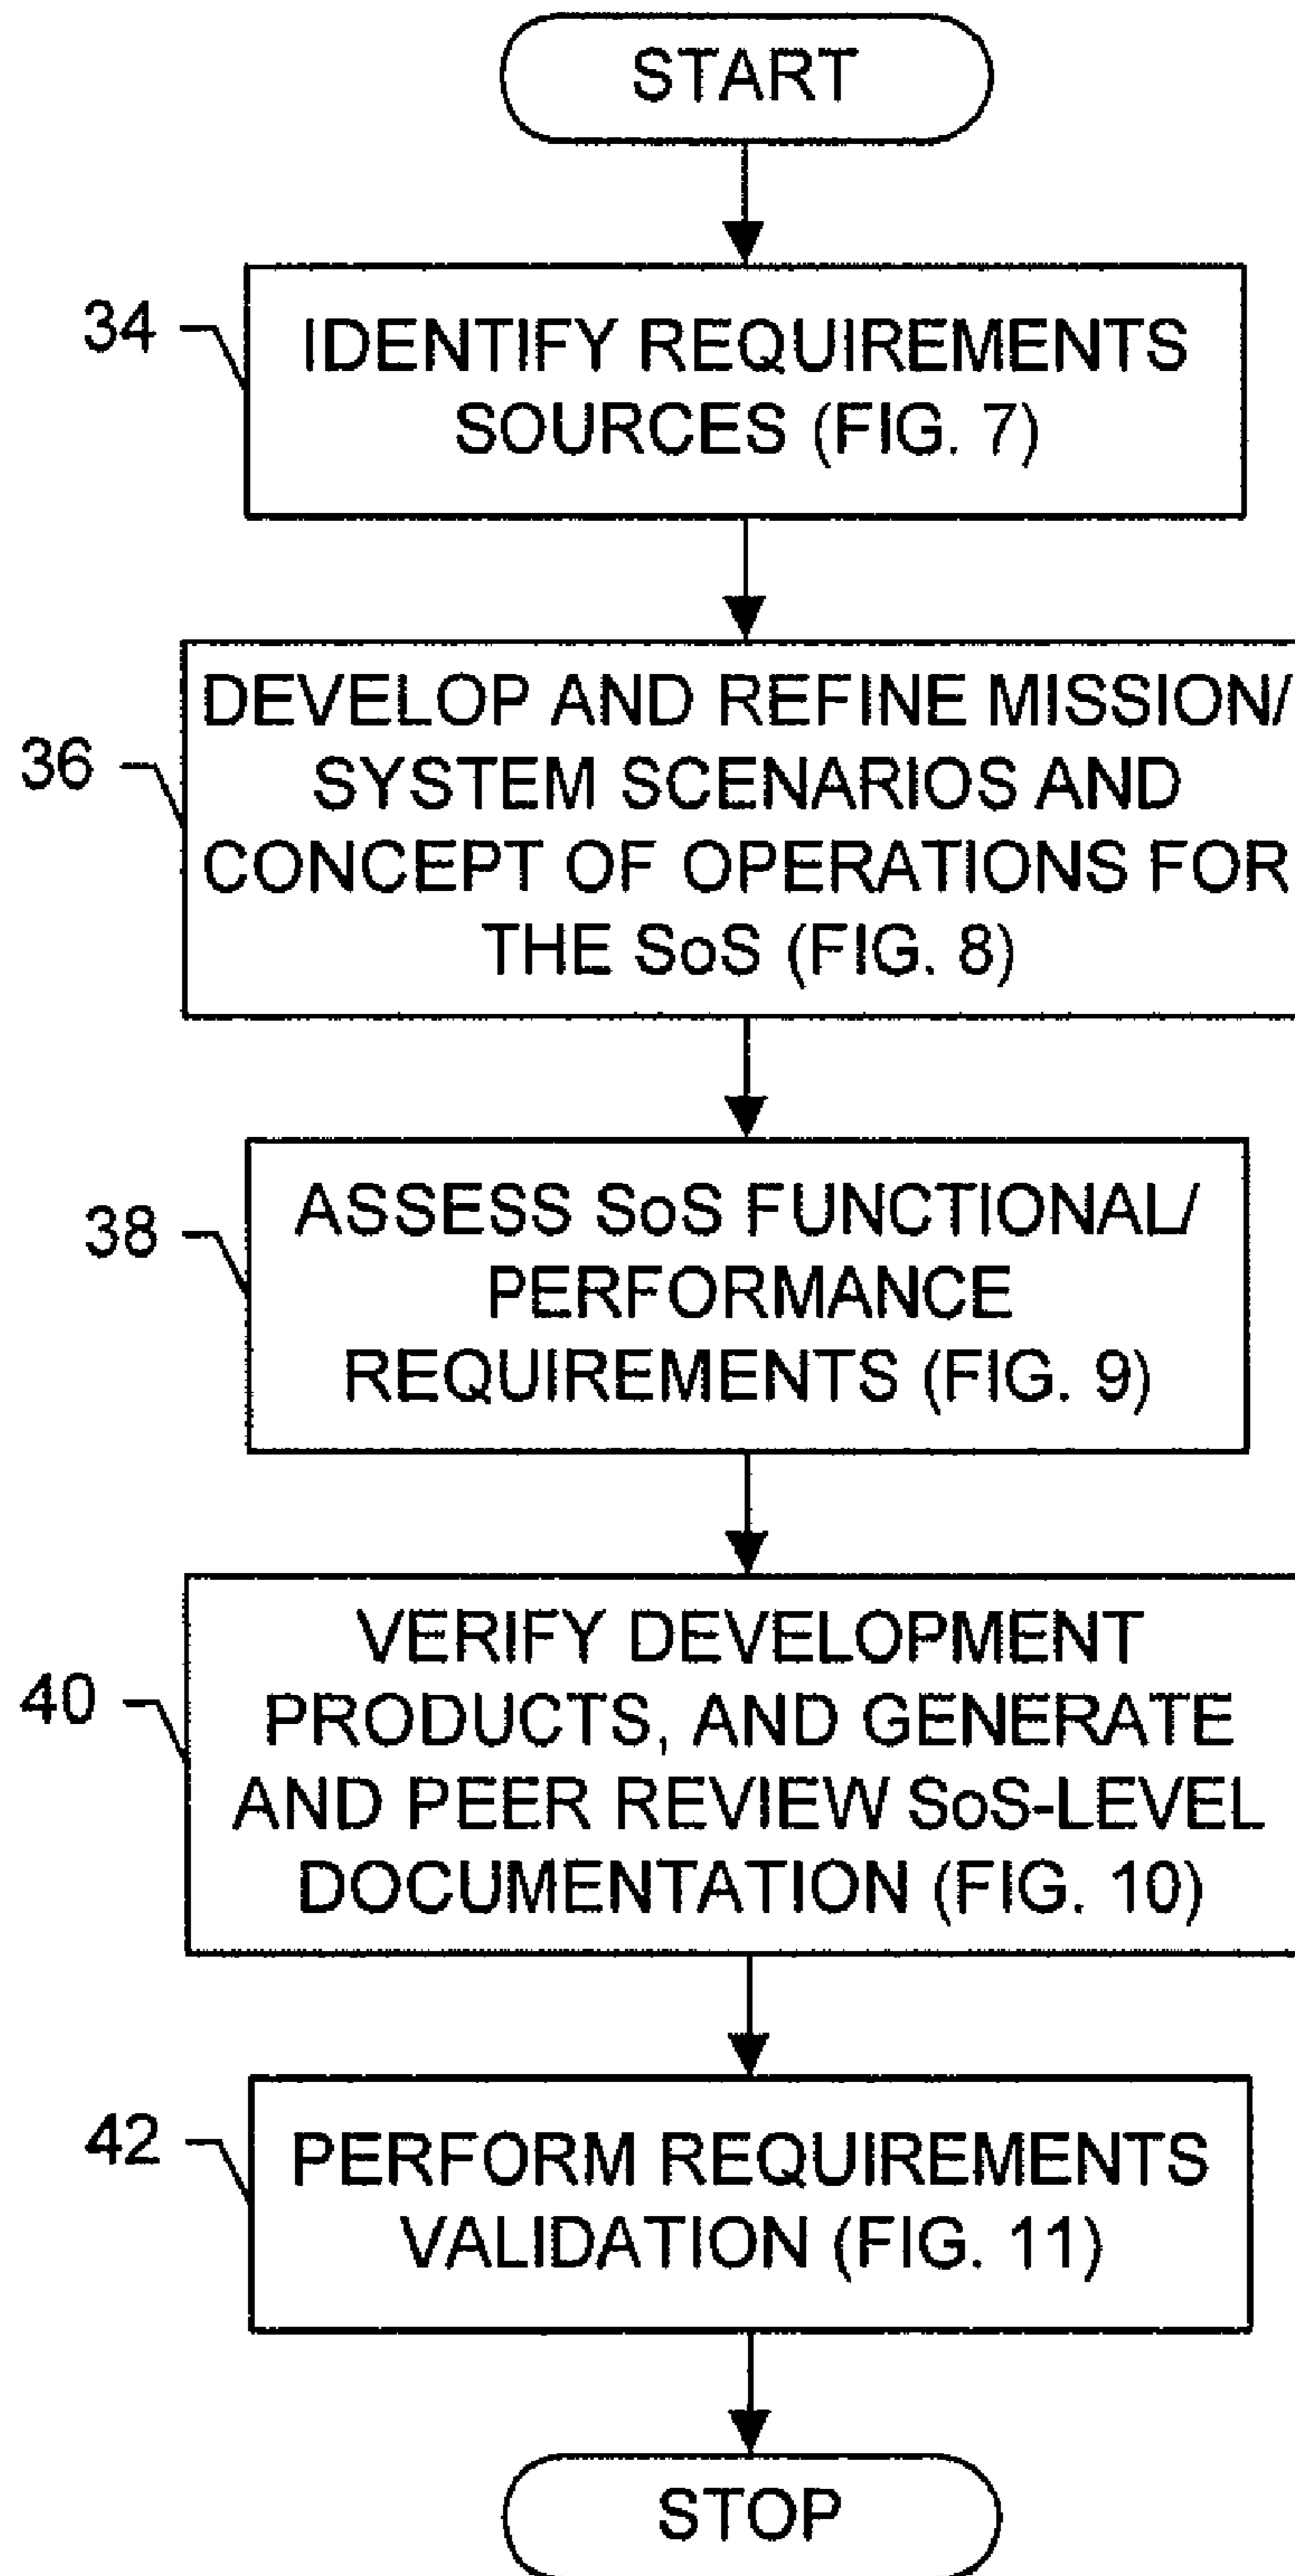 START
34
IDENTIFY REQUIREMENTS
SOURCES (FIG. 7)
36
DEVELOP AND REFINE MISSION/
SYSTEM SCENARIOS AND
CONCEPT OF OPERATIONS FOR
THE SoS (FIG. 8)
38
ASSESS SoS FUNCTIONAL/
PERFORMANCE
REQUIREMENTS (FIG. 9)
40
VERIFY DEVELOPMENT
PRODUCTS, AND GENERATE
AND PEER REVIEW SoS-LEVEL
DOCUMENTATION (FIG. 10)
42
PERFORM REQUIREMENTS
VALIDATION (FIG. 11)
STOP